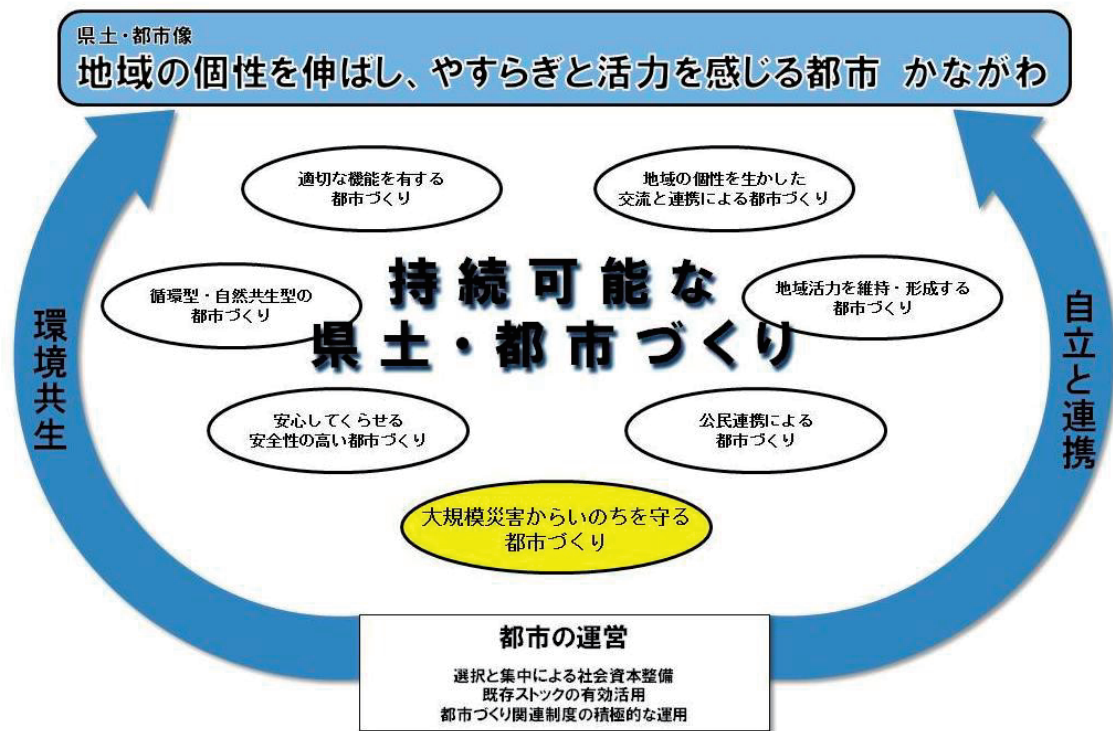 県土・都市像
地域の個性を伸ばし、やすらぎと活力を感じる都市　かながわ
適切な機能を有する
都市づくり
地域の個性を生かした
交流と連携による都市づくり
持続可能な
県土・都市づくり
循環型・自然共生型の
都市づくり
地域活力を維持・形成する
都市づくり
環境共生
自立と連携
安心してくらせる
安全性の高い都市づくり
公民連携による
都市づくり
大規模災害からいのちを守る
都市づくり
都市の運営
選択と集中による社会資本整備
既存ストックの有効活用
都市づくり関連制度の積極的な運用